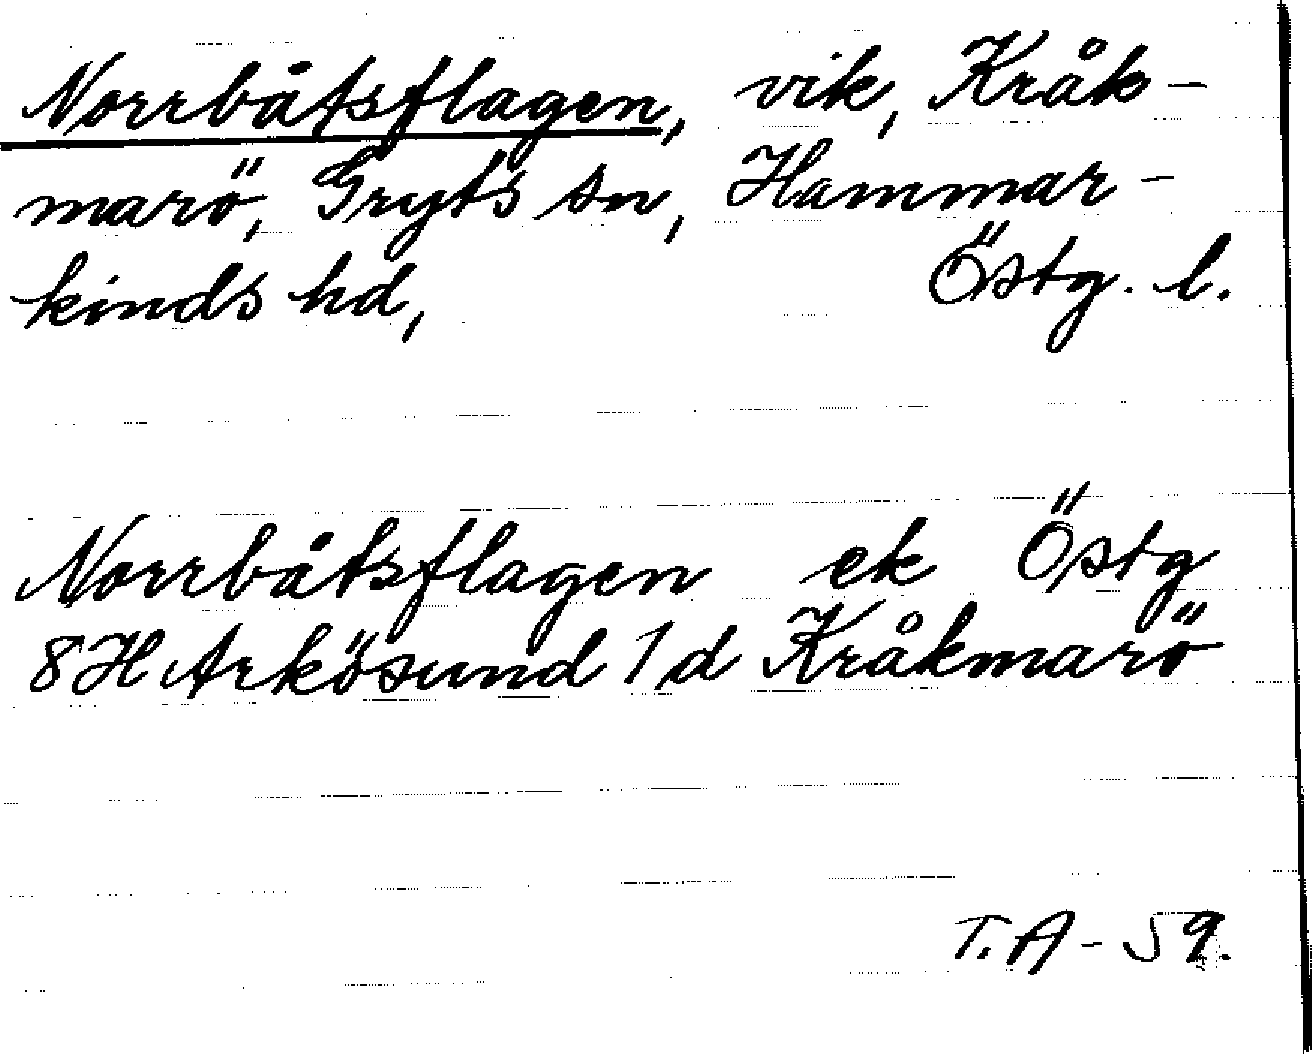 Norrbåtsflagen, vik, Kråk-
marö, Gryts sn, Hammar-
kinds hd, Östg. l.
Norrbåtsflagen ek Östg
8H Arkösund 1d Kråkmarö
T.A - 59.